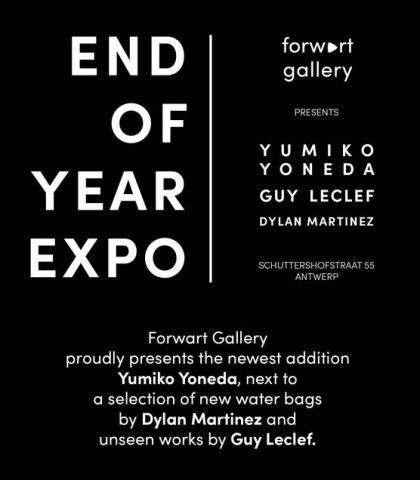 END
OF
YEAR
EXPO
forwart
gallery
PRESENTS
YUMIKO
YONEDA
GUY LECLEF
DYLAN MARTINEZ
SCHUTTERSHOFSTRAAT 55
ANTWERP
Forwart Gallery
proudly presents the newest addition
Yumiko Yoneda, next to
a selection of new water bags
by Dylan Martinez and
unseen works by Guy Leclef.